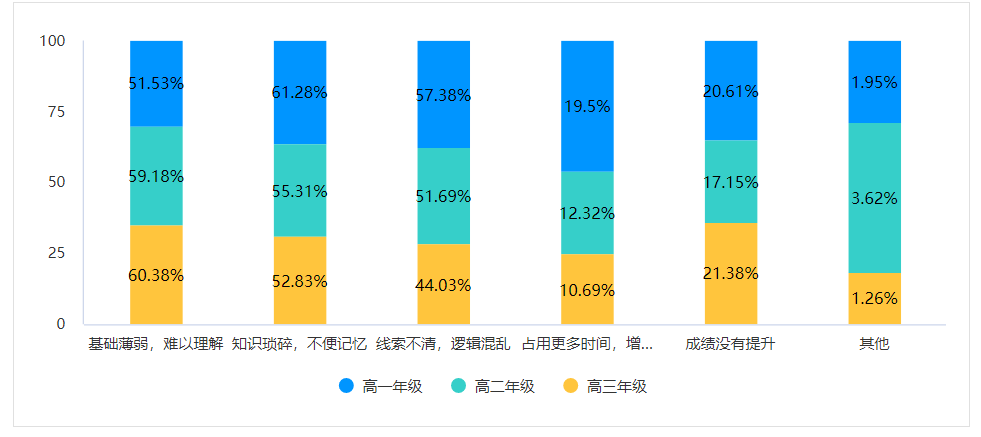 100
75
50
25
0
51.53% 61.28% 57.38% 19.5% 20.61% 1.95%
59.18% 55.31% 51.69% 12.32% 17.15% 3.62%
60.38% 52.83% 44.03% 10.69% 21.38% 1.26%
基础薄弱，难以理解 知识琐碎，不便记忆 线索不清，逻辑混乱 占用更多时间，增... 成绩没有提升 其他
高一年级 高二年级 高三年级